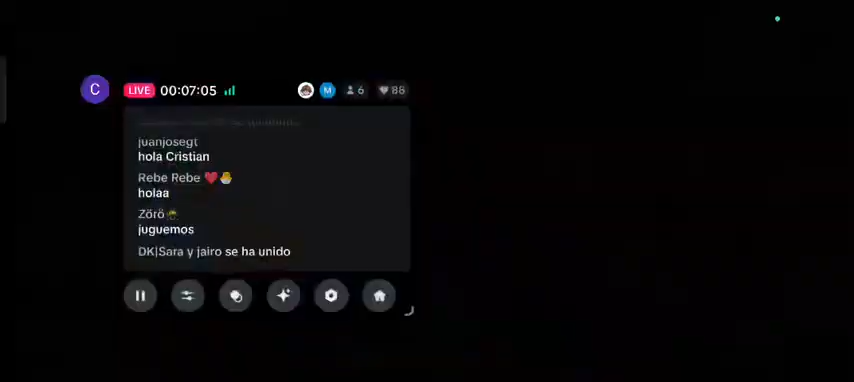 C LIVE 00:07:05 M 6 88
juanjosegt
hola Cristian
Rebe Rebe ❤️🐣
holaa
Zörö
juguemos
DK|Sara y jairo se ha unido